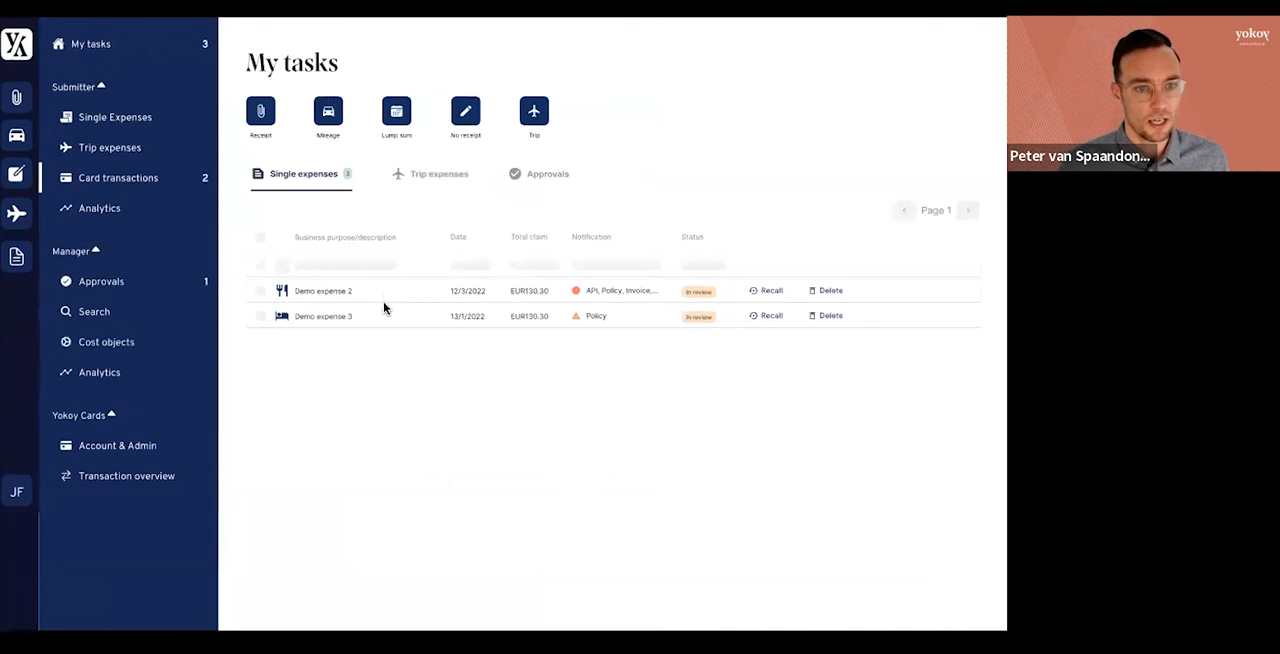 My tasks 3
Submitter
Single Expenses
Trip expenses
Card transactions 2
Analytics
Manager
Approvals 1
Search
Cost objects
Analytics
Yokoy Cards
Account & Admin
Transaction overview
JF
My tasks
Receipt Mileage Lump sum No receipt Trip
Single expenses 3 Trip expenses Approvals
Page 1
Business purpose/description Date Total claim Notification Status
Demo expense 2 12/3/2022 EUR130.30 API, Policy, Invoice,... In review Recall Delete
Demo expense 3 13/1/2022 EUR130.30 Policy In review Recall Delete
yokoy
Peter van Spaandon...